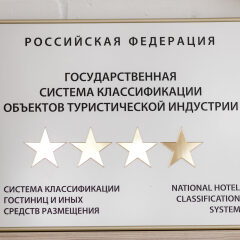 РОССИЙСКАЯ ФЕДЕРАЦИЯ
ГОСУДАРСТВЕННАЯ
СИСТЕМА КЛАССИФИКАЦИИ
ОБЪЕКТОВ ТУРИСТИЧЕСКОЙ ИНДУСТРИИ
СИСТЕМА КЛАССИФИКАЦИИ
ГОСТИНИЦ И ИНЫХ
СРЕДСТВ РАЗМЕЩЕНИЯ
NATIONAL HOTEL
CLASSIFICATION
SYSTEM